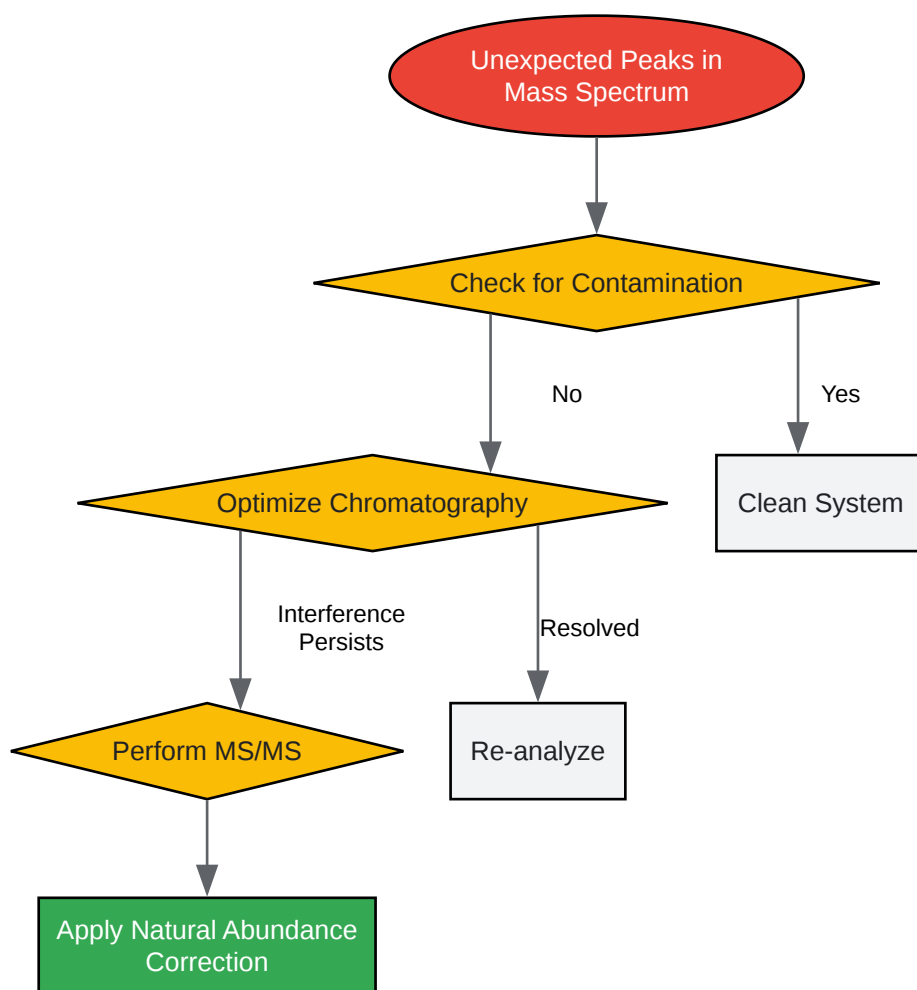 Unexpected Peaks in
Mass Spectrum
Check for Contamination
No
Yes
Optimize Chromatography
Clean System
Interference
Persists
Resolved
Perform MS/MS
Re-analyze
Apply Natural Abundance
Correction